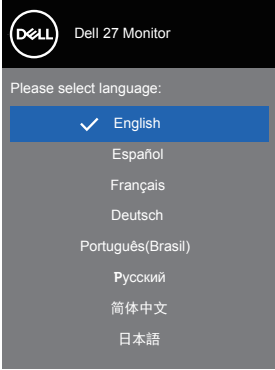 DELL
Dell 27 Monitor
Please select language:
English
Español
Français
Deutsch
Português(Brasil)
Русский
简体中文
日本語